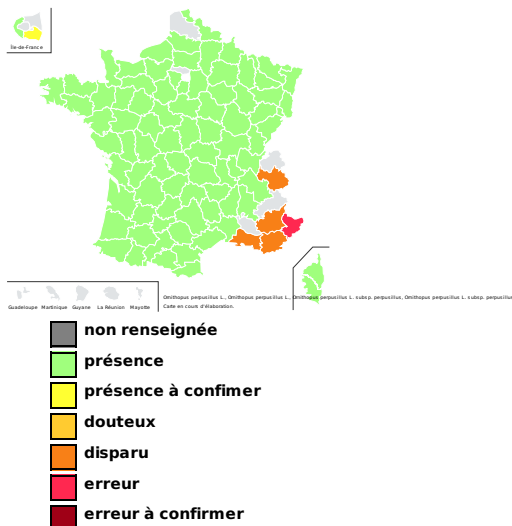 Île-de-France
Guadeloupe Martinique Guyane La Réunion Mayotte
Ornithopus perpusillus L., Ornithopus perpusillus L., Ornithopus perpusillus L. subsp. perpusillus, Ornithopus perpusillus L. subsp. perpusillus
Carte en cours d'élaboration.
non renseignée
présence
présence à confimer
douteux
disparu
erreur
erreur à confirmer